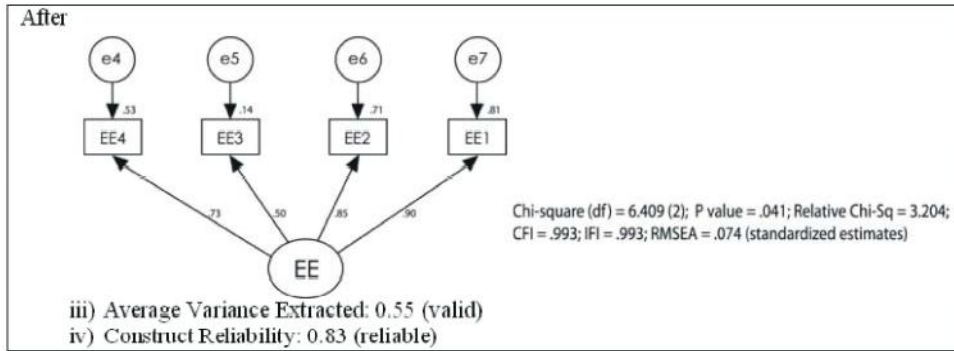 After
e4 e5 e6 e7
.53 .14 .71 .81
EE4 EE3 EE2 EE1
.73 .50 .85 .90
Chi-square (df) = 6.409 (2); P value = .041; Relative Chi-Sq = 3.204;
CFI = .993; IFI = .993; RMSEA = .074 (standardized estimates)
EE
iii) Average Variance Extracted: 0.55 (valid)
iv) Construct Reliability: 0.83 (reliable)